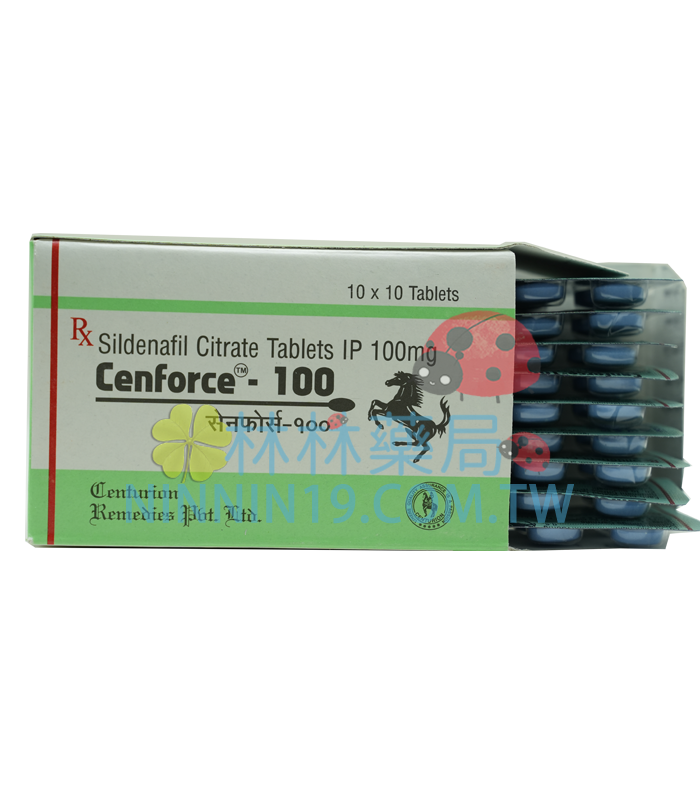 10 x 10 Tablets
Rx Sildenafil Citrate Tablets IP 100mg
Cenforce™ - 100
सेनफोर्स-१००
林林藥局
Centurion
NINNIN19.COM.TW
Remedies Pvt. Ltd.